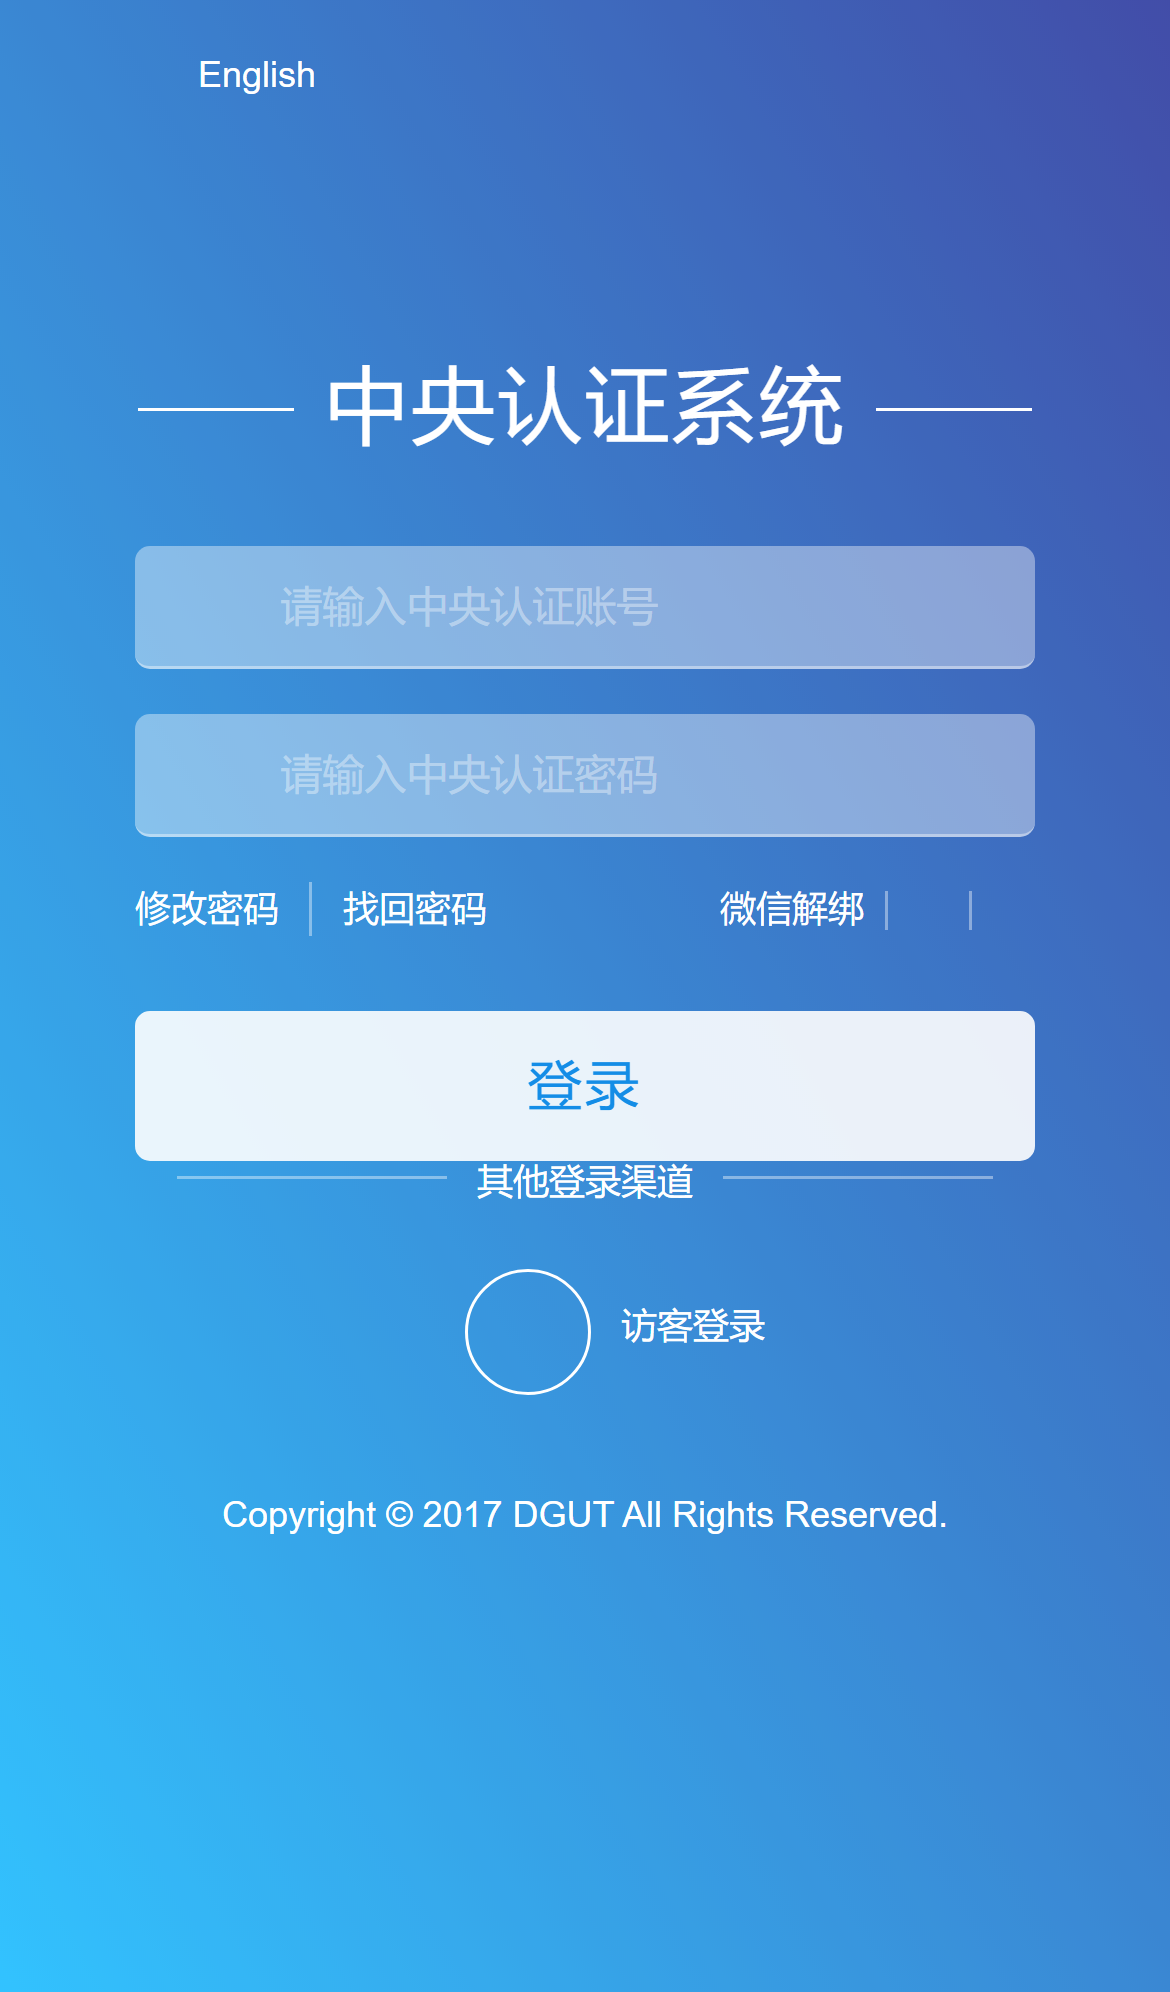 English
中央认证系统
请输入中央认证账号
请输入中央认证密码
修改密码 找回密码 微信解绑
登录
其他登录渠道
访客登录
Copyright © 2017 DGUT All Rights Reserved.